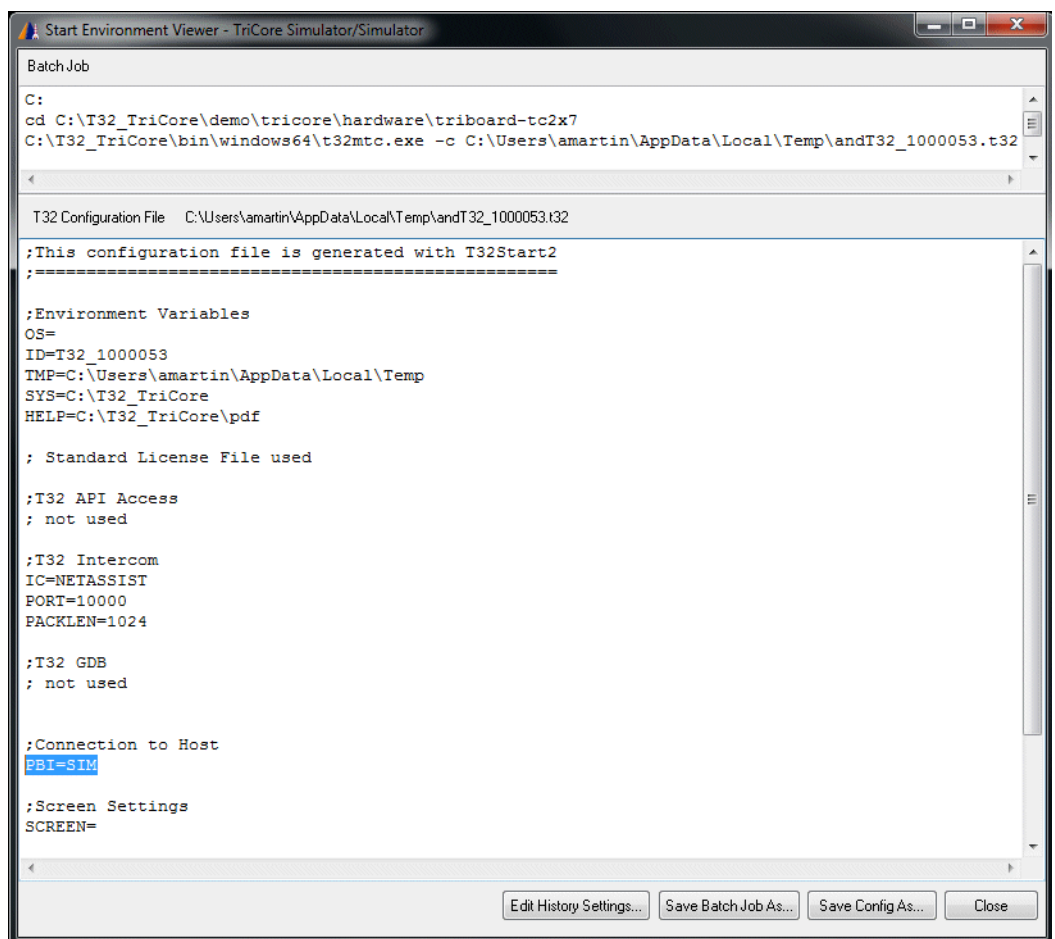 Start Environment Viewer - TriCore Simulator/Simulator
Batch Job
C:
cd C:\T32_TriCore\demo\tricore\hardware\triboard-tc2x7
C:\T32_TriCore\bin\windows64\t32mtc.exe -c C:\Users\amartin\AppData\Local\Temp\andT32_1000053.t32
T32 Configuration File C:\Users\amartin\AppData\Local\Temp\andT32_1000053.t32
;This configuration file is generated with T32Start2
;====================================================
;Environment Variables
OS=
ID=T32_1000053
TMP=C:\Users\amartin\AppData\Local\Temp
SYS=C:\T32_TriCore
HELP=C:\T32_TriCore\pdf
; Standard License File used
;T32 API Access
; not used
;T32 Intercom
IC=NETASSIST
PORT=10000
PACKLEN=1024
;T32 GDB
; not used
;Connection to Host
PBI=SIM
;Screen Settings
SCREEN=
Edit History Settings... Save Batch Job As... Save Config As... Close